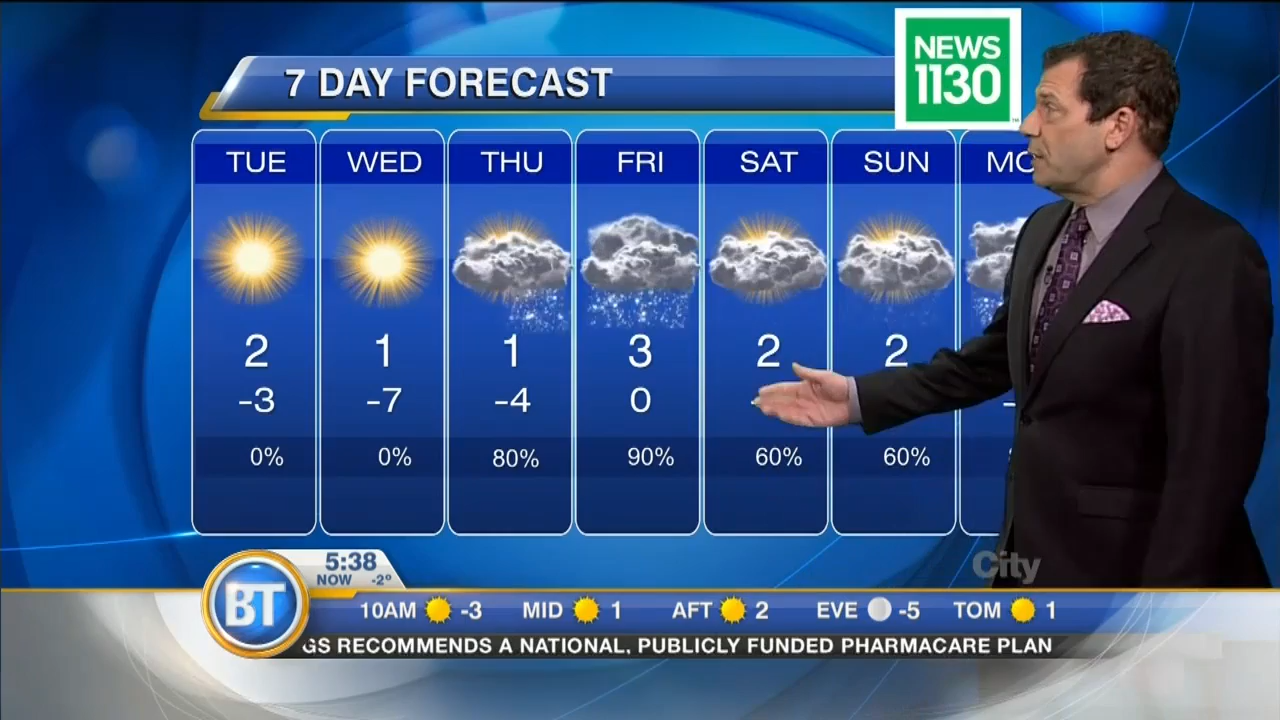 7 DAY FORECAST
NEWS
1130
TUE WED THU FRI SAT SUN
2 1 1 3 2 2
-3 -7 -4 0
0% 0% 80% 90% 60% 60%
City
5:38
NOW -2°
BT
10AM -3 MID 1 AFT 2 EVE -5 TOM 1
GS RECOMMENDS A NATIONAL, PUBLICLY FUNDED PHARMACARE PLAN